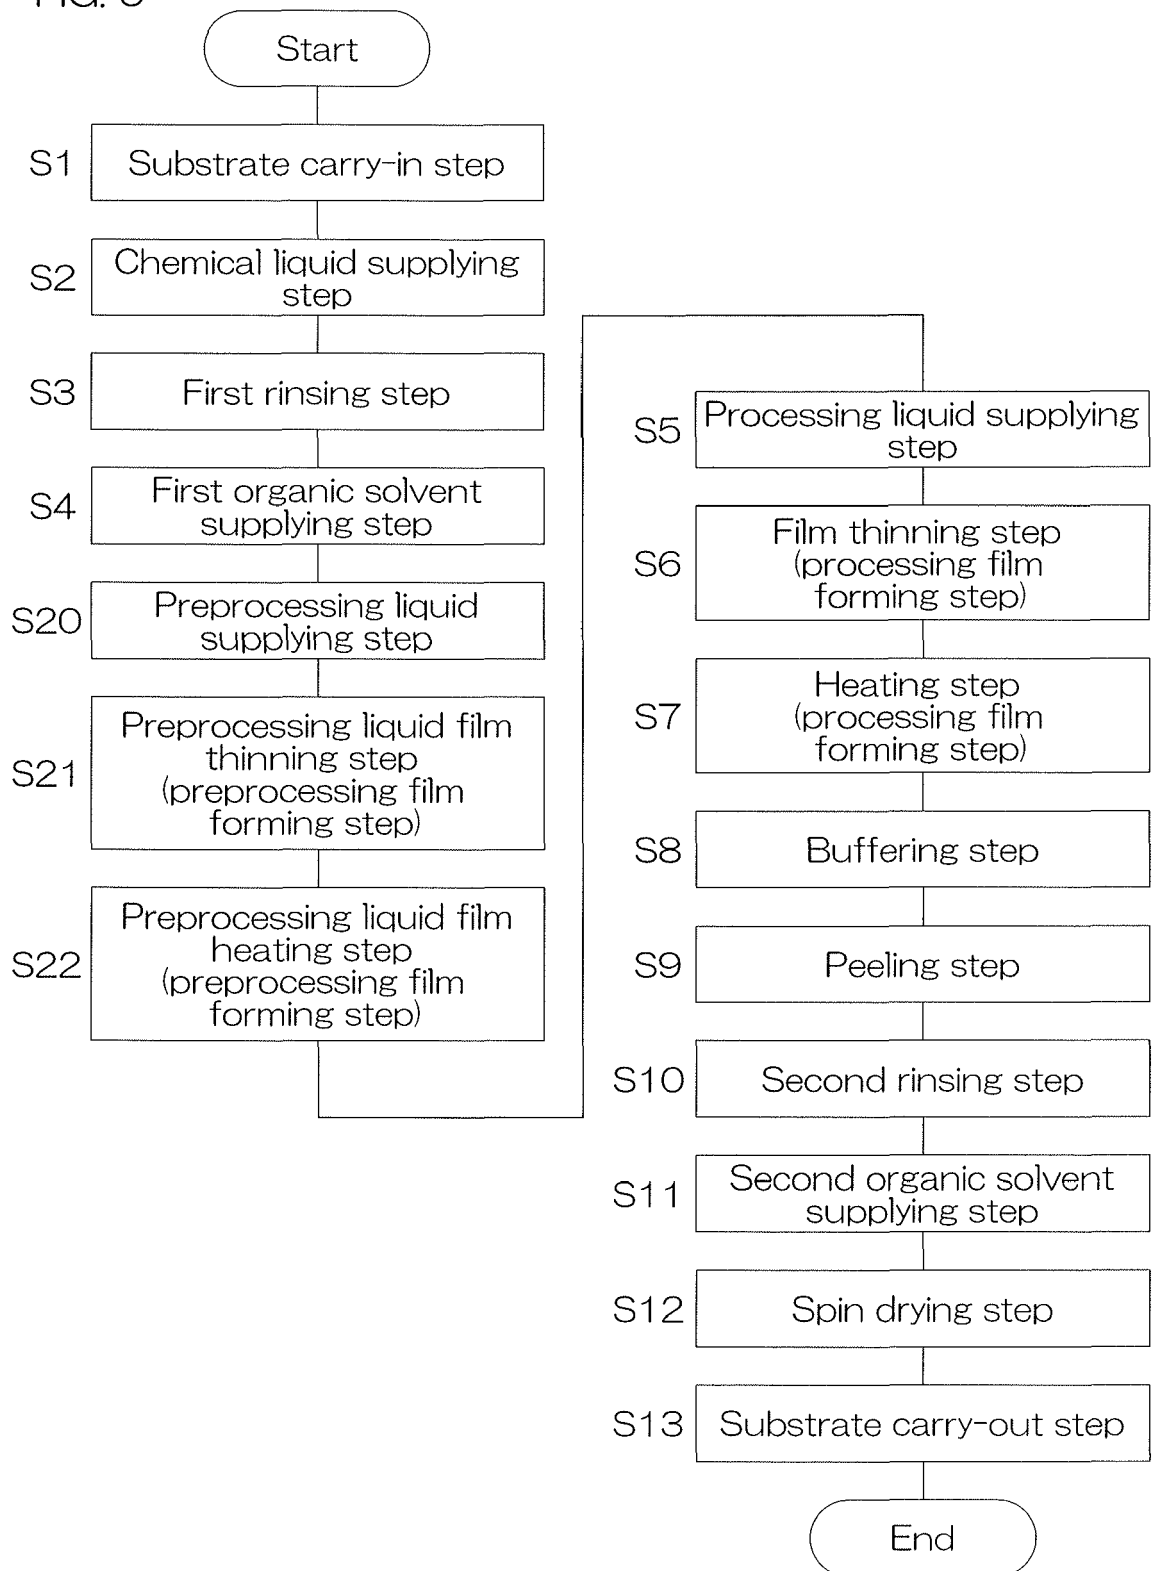 Start
S1
Substrate carry-in step
S2
Chemical liquid supplying
step
S3
First rinsing step
S4
First organic solvent
supplying step
S20
Preprocessing liquid
supplying step
S21
Preprocessing liquid film
thinning step
(preprocessing film
forming step)
S22
Preprocessing liquid film
heating step
(preprocessing film
forming step)
S5
Processing liquid supplying
step
S6
Film thinning step
(processing film
forming step)
S7
Heating step
(processing film
forming step)
S8
Buffering step
S9
Peeling step
S10
Second rinsing step
S11
Second organic solvent
supplying step
S12
Spin drying step
S13
Substrate carry-out step
End